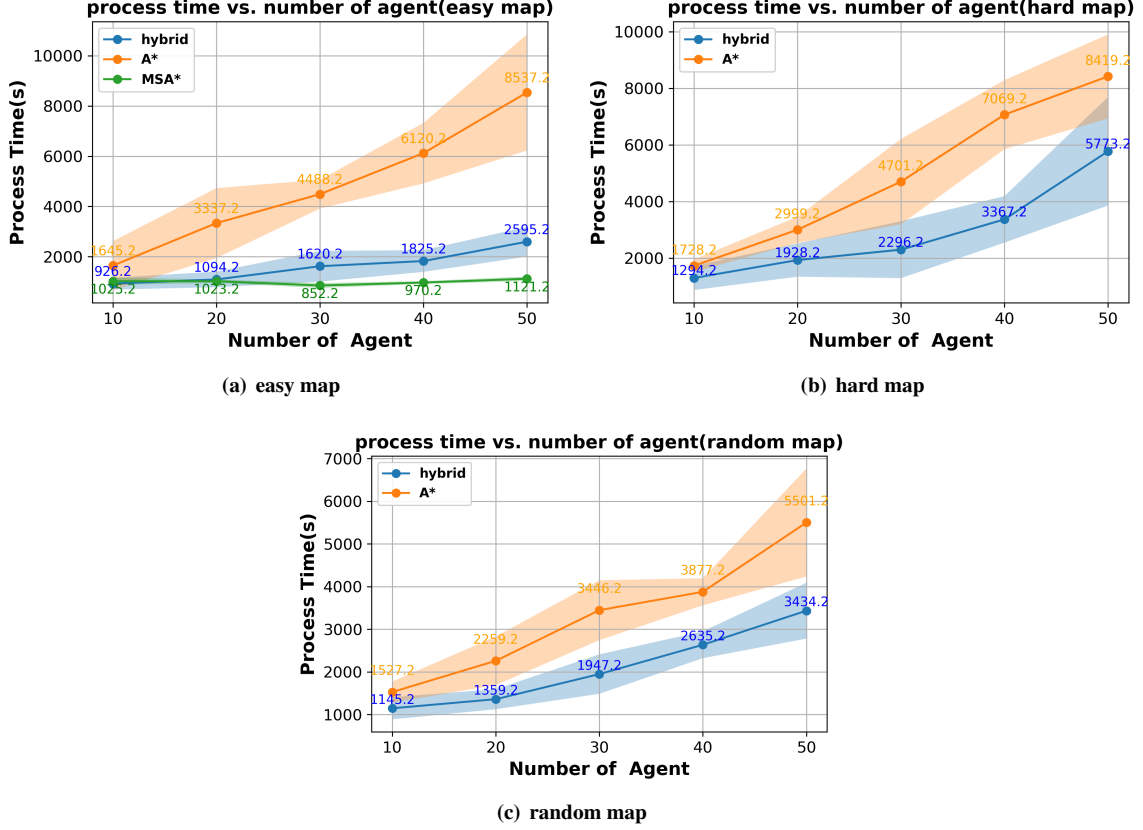 process time vs. number of agent(easy map)
Process Time(s)
10000
8000
6000
4000
2000
hybrid
A*
MSA*
1645.2
3337.2
4488.2
6120.2
8537.2
926.2
1094.2
1620.2
1825.2
2595.2
1023.2
852.2
970.2
1121.2
10 20 30 40 50
Number of Agent
(a) easy map
process time vs. number of agent(hard map)
Process Time(s)
10000
8000
6000
4000
2000
hybrid
A*
1728.2
2999.2
4701.2
7069.2
8419.2
1294.2
1928.2
2296.2
3367.2
5773.2
10 20 30 40 50
Number of Agent
(b) hard map
process time vs. number of agent(random map)
Process Time(s)
7000
6000
5000
4000
3000
2000
1000
hybrid
A*
1527.2
2259.2
3446.2
3877.2
5501.2
1145.2
1359.2
1947.2
2635.2
3434.2
10 20 30 40 50
Number of Agent
(c) random map